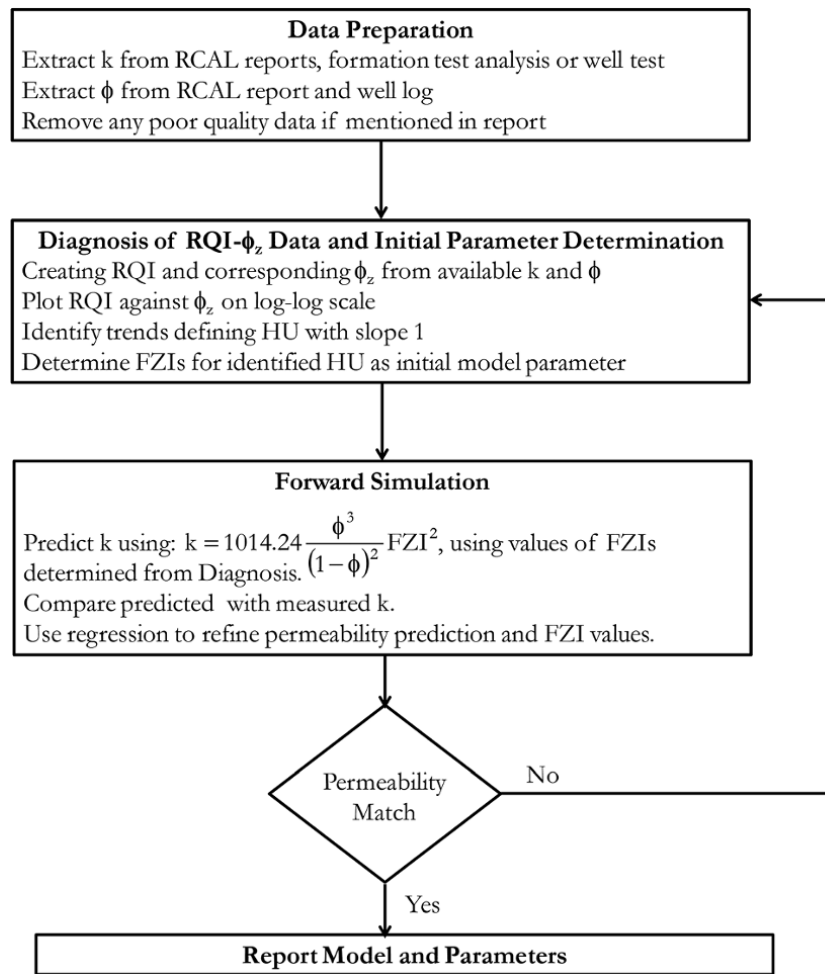 Data Preparation
Extract k from RCAL reports, formation test analysis or well test
Extract ϕ from RCAL report and well log
Remove any poor quality data if mentioned in report
Diagnosis of RQI-ϕz Data and Initial Parameter Determination
Creating RQI and corresponding ϕz from available k and ϕ
Plot RQI against ϕz on log-log scale
Identify trends defining HU with slope 1
Determine FZIs for identified HU as initial model parameter
Forward Simulation
Predict k using: k = 1014.24 ϕ³/(1−ϕ)² FZI², using values of FZIs
determined from Diagnosis.
Compare predicted with measured k.
Use regression to refine permeability prediction and FZI values.
Permeability
Match
No
Yes
Report Model and Parameters